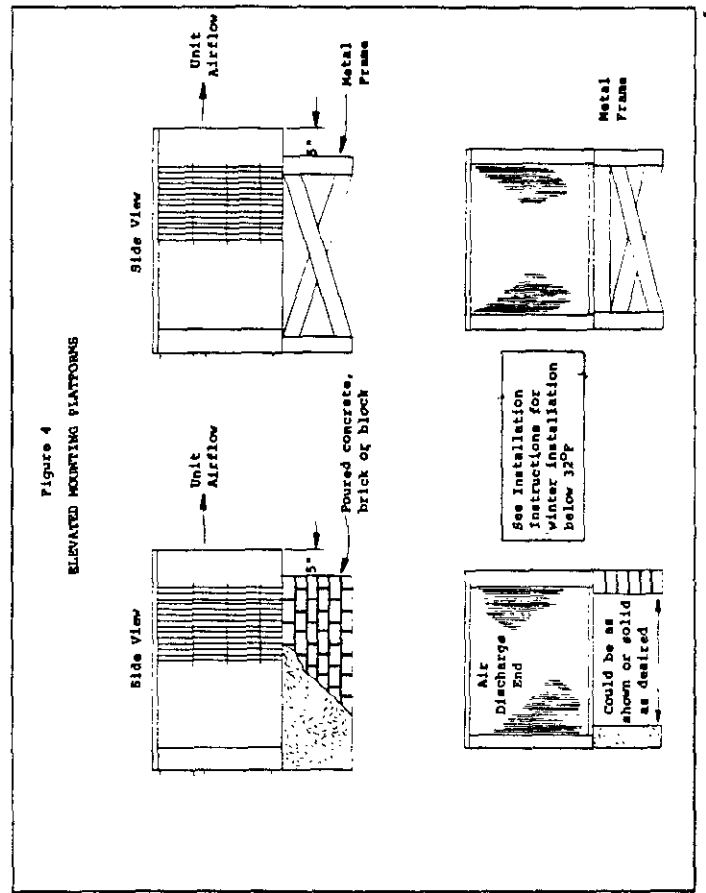 Figure 4
ELEVATED MOUNTING PLATFORMS
Side View
Unit
Airflow
5"
Poured concrete,
brick or block
Side View
Unit
Airflow
5"
Metal
Frame
Air
Discharge
End
Could be as
shown or solid
as desired
See Installation
Instructions for
winter installation
below 32°F
Metal
Frame